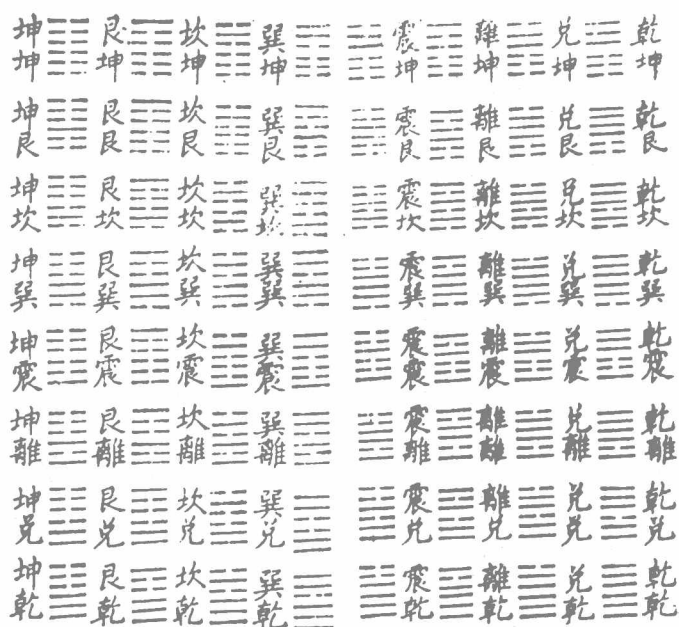 坤 艮 坎 巽 震 離 兌 乾
坤 坤 坤 坤 坤 坤 坤 坤
坤 艮 坎 巽 震 離 兌 乾
艮 艮 艮 艮 艮 艮 艮 艮
坤 艮 坎 巽 震 離 兌 乾
坎 坎 坎 坎 坎 坎 坎 坎
坤 艮 坎 巽 震 離 兌 乾
巽 巽 巽 巽 巽 巽 巽 巽
坤 艮 坎 巽 震 離 兌 乾
震 震 震 震 震 震 震 震
坤 艮 坎 巽 震 離 兌 乾
離 離 離 離 離 離 離 離
坤 艮 坎 巽 震 離 兌 乾
兌 兌 兌 兌 兌 兌 兌 兌
坤 艮 坎 巽 震 離 兌 乾
乾 乾 乾 乾 乾 乾 乾 乾